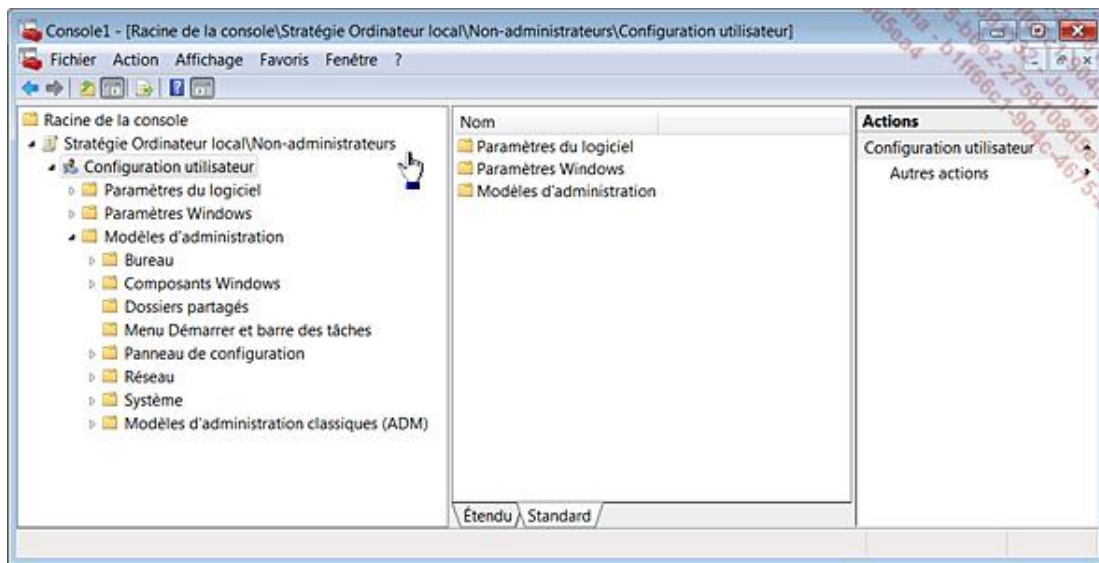 Console1 - [Racine de la console\Stratégie Ordinateur local\Non-administrateurs\Configuration utilisateur]
Fichier Action Affichage Favoris Fenêtre ?
Racine de la console
Stratégie Ordinateur local\Non-administrateurs
Configuration utilisateur
Paramètres du logiciel
Paramètres Windows
Modèles d'administration
Bureau
Composants Windows
Dossiers partagés
Menu Démarrer et barre des tâches
Panneau de configuration
Réseau
Système
Modèles d'administration classiques (ADM)
Nom
Paramètres du logiciel
Paramètres Windows
Modèles d'administration
Étendu Standard
Actions
Configuration utilisateur
Autres actions